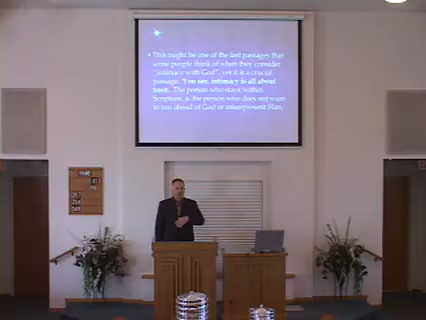 • This might be one of the last passages that
some people think of when they consider
"intimacy with God", yet it is a crucial
passage. You see, intimacy is all about
trust. The person who stays within
Scripture, is the person who does not want
to run ahead of God or misrepresent Him.